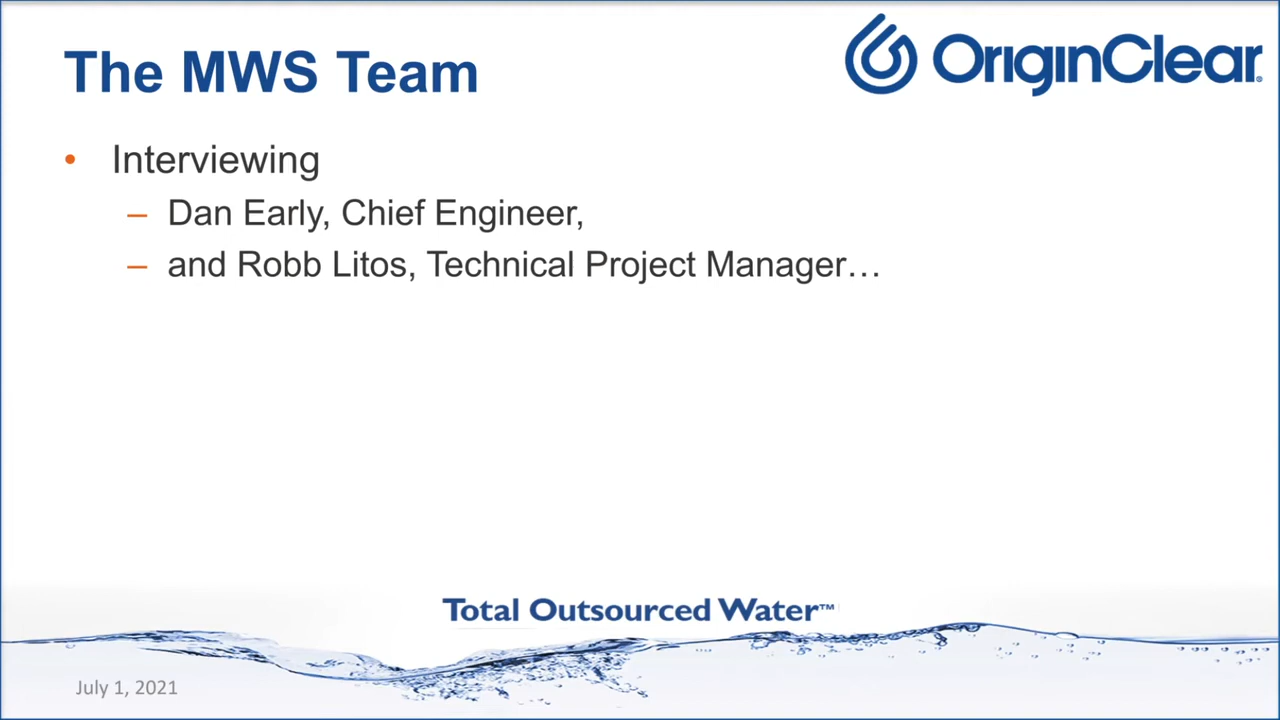 The MWS Team
OriginClear®
• Interviewing
– Dan Early, Chief Engineer,
– and Robb Litos, Technical Project Manager…
Total Outsourced Water™
July 1, 2021